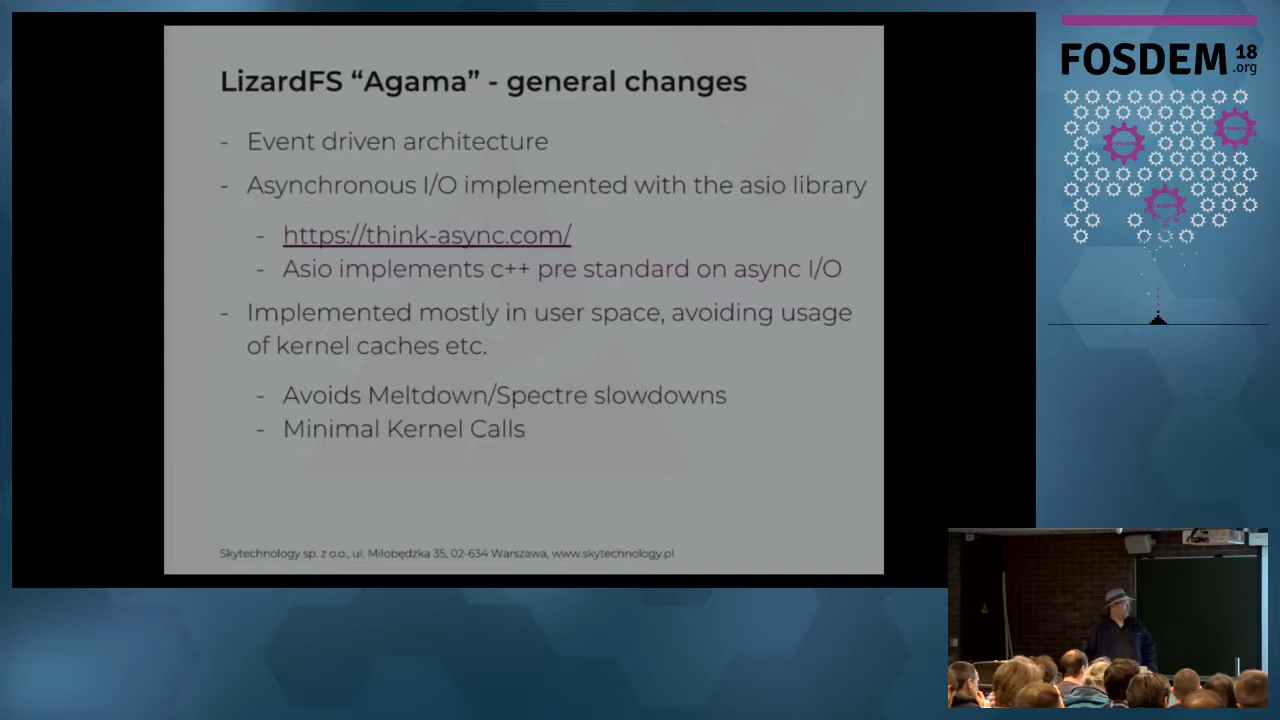 LizardFS “Agama” - general changes
- Event driven architecture
- Asynchronous I/O implemented with the asio library
- https://think-async.com/
- Asio implements c++ pre standard on async I/O
- Implemented mostly in user space, avoiding usage
of kernel caches etc.
- Avoids Meltdown/Spectre slowdowns
- Minimal Kernel Calls
Skytechnology sp. z o.o., ul. Miłobędzka 35, 02-634 Warszawa, www.skytechnology.pl
FOSDEM 18
.org